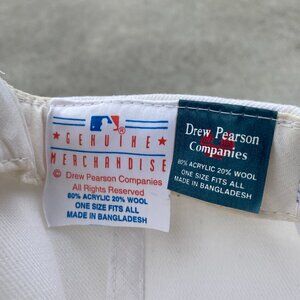 GENUINE
MERCHANDISE
© Drew Pearson Companies
All Rights Reserved
80% ACRYLIC 20% WOOL
ONE SIZE FITS ALL
MADE IN BANGLADESH
Drew Pearson
Companies
80% ACRYLIC 20% WOOL
ONE SIZE FITS ALL
MADE IN BANGLADESH